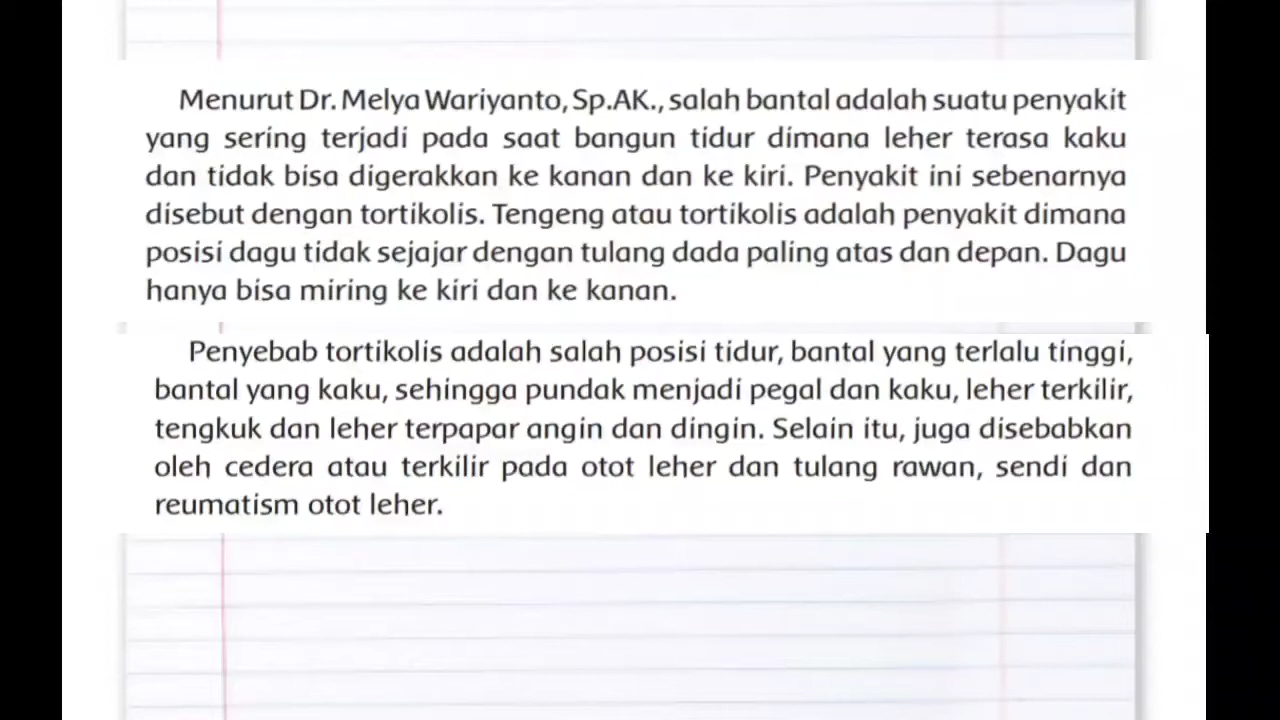 Menurut Dr. Melya Wariyanto, Sp.AK., salah bantal adalah suatu penyakit
yang sering terjadi pada saat bangun tidur dimana leher terasa kaku
dan tidak bisa digerakkan ke kanan dan ke kiri. Penyakit ini sebenarnya
disebut dengan tortikolis. Tengeng atau tortikolis adalah penyakit dimana
posisi dagu tidak sejajar dengan tulang dada paling atas dan depan. Dagu
hanya bisa miring ke kiri dan ke kanan.
Penyebab tortikolis adalah salah posisi tidur, bantal yang terlalu tinggi,
bantal yang kaku, sehingga pundak menjadi pegal dan kaku, leher terkilir,
tengkuk dan leher terpapar angin dan dingin. Selain itu, juga disebabkan
oleh cedera atau terkilir pada otot leher dan tulang rawan, sendi dan
reumatism otot leher.